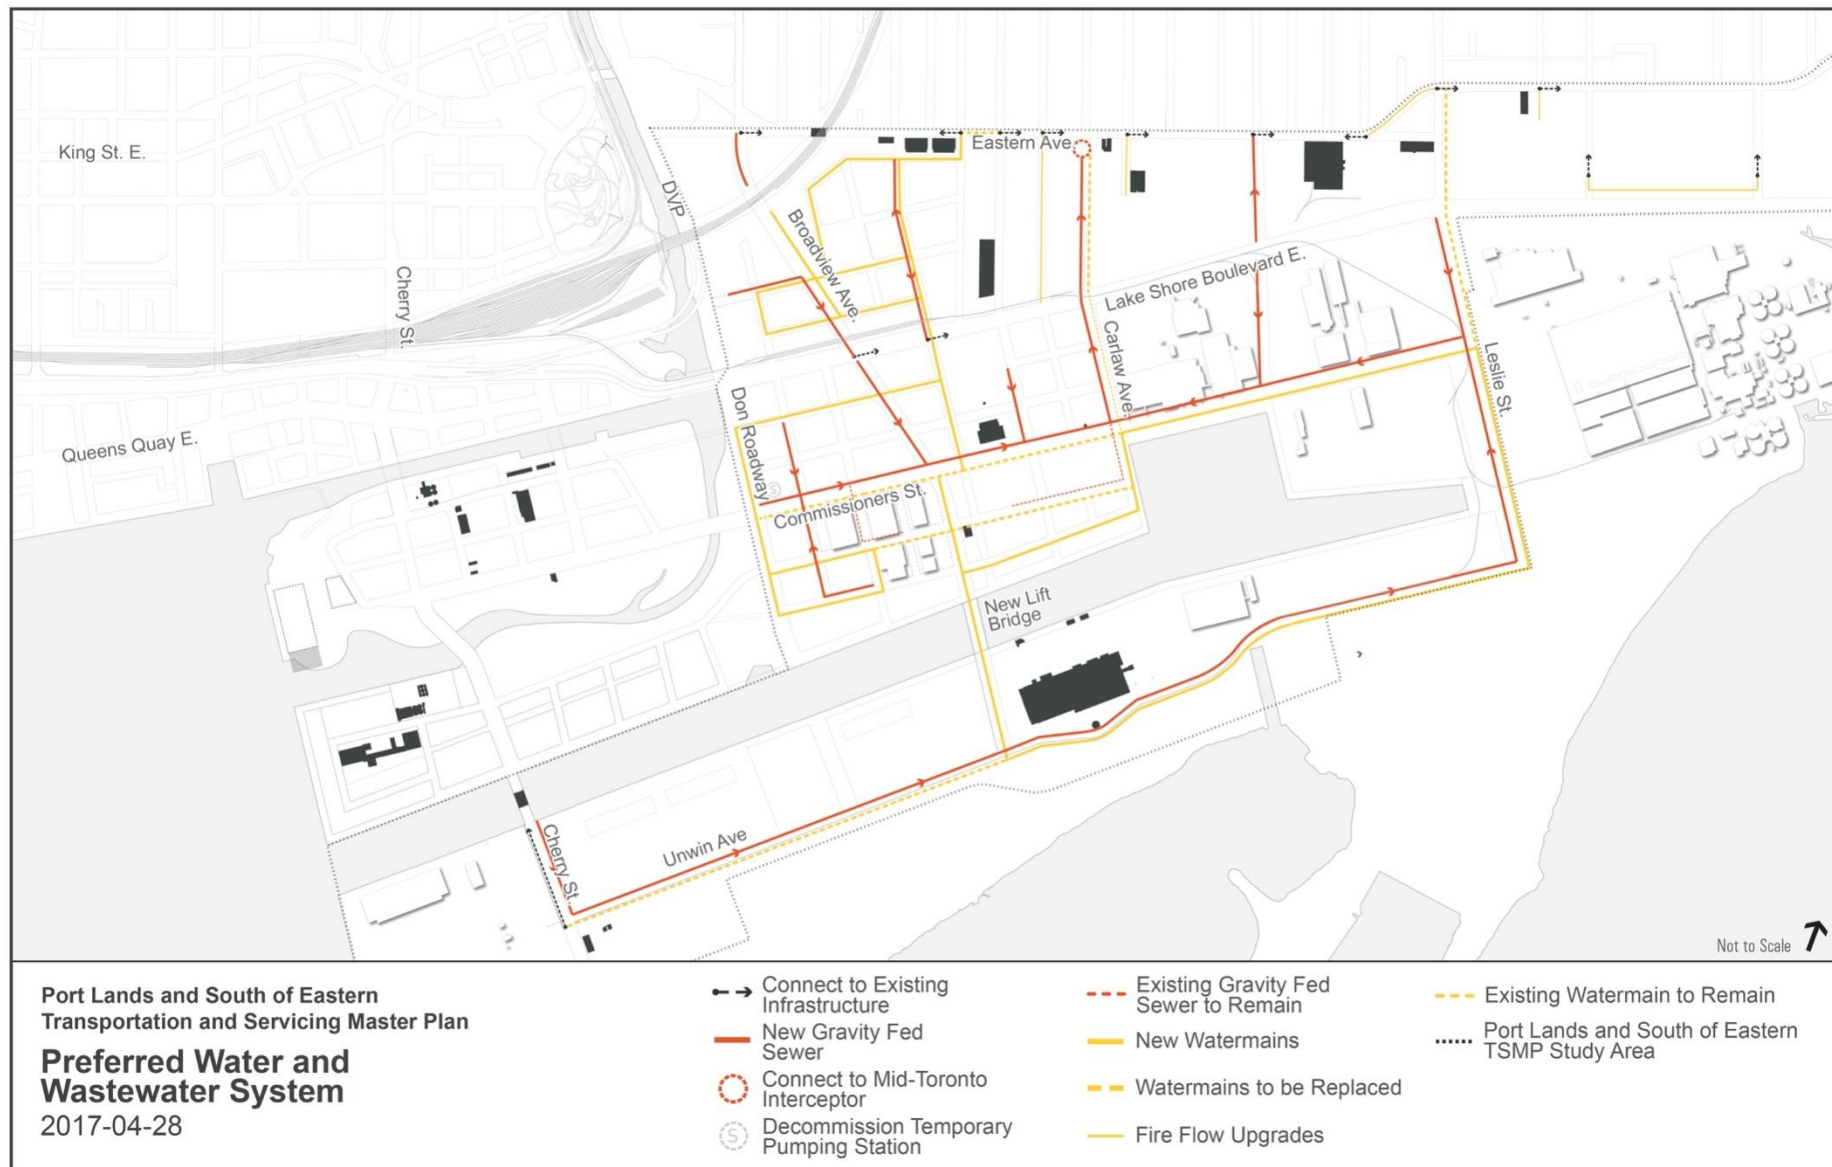 King St. E.
Eastern Ave.
DVP
Broadview Ave.
Cherry St.
Lake Shore Boulevard E.
Carlaw Ave.
Leslie St.
Don Roadway
Queens Quay E.
S
Commissioners St.
New Lift
Bridge
Unwin Ave
Cherry St.
Not to Scale
Port Lands and South of Eastern
Transportation and Servicing Master Plan
Preferred Water and
Wastewater System
2017-04-28
Connect to Existing
Infrastructure
New Gravity Fed
Sewer
Connect to Mid-Toronto
Interceptor
S
Decommission Temporary
Pumping Station
Existing Gravity Fed
Sewer to Remain
New Watermains
Watermains to be Replaced
Fire Flow Upgrades
Existing Watermain to Remain
Port Lands and South of Eastern
TSMP Study Area